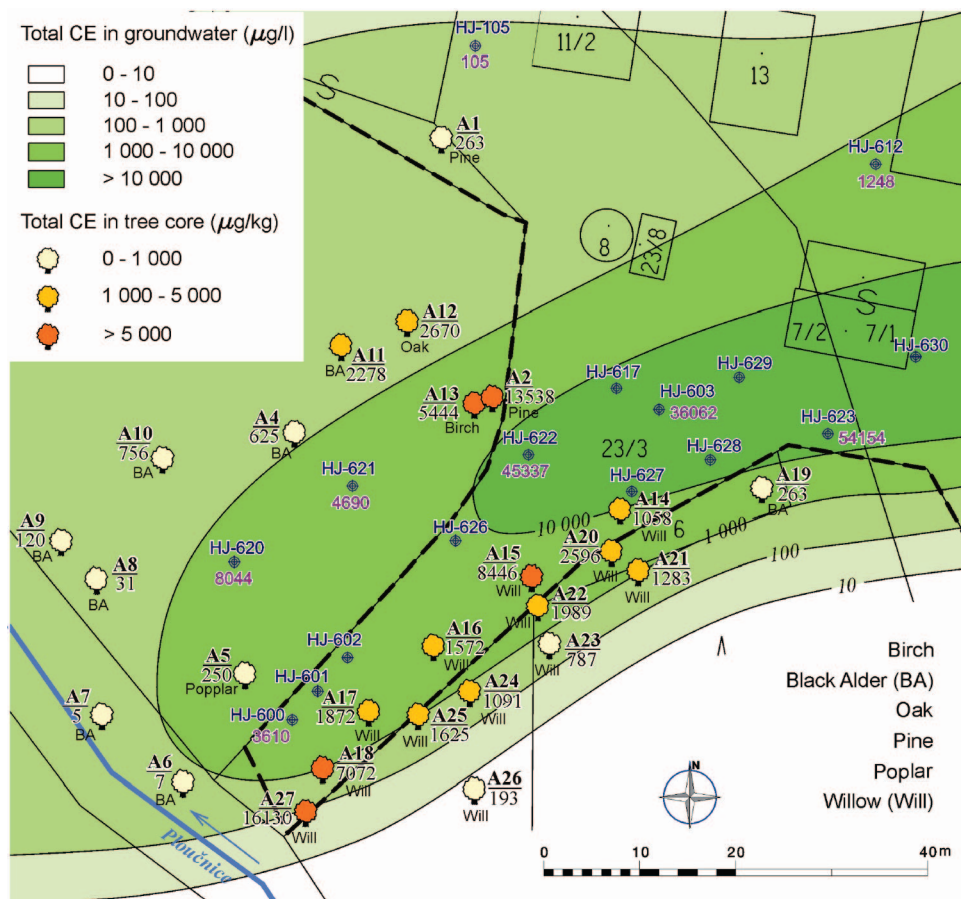 Total CE in groundwater (μg/l)
0 - 10
10 - 100
100 - 1 000
1 000 - 10 000
> 10 000
Total CE in tree core (μg/kg)
0 - 1 000
1 000 - 5 000
> 5 000
HJ-105
105
11/2
13
S
A1
263
Pine
HJ-612
1248
8
23/8
S
7/2
7/1
A12
2670
Oak
A11
2278
BA
HJ-630
HJ-629
HJ-617
HJ-603
36062
A2
13538
Pine
A13
5444
Birch
HJ-623
54154
A4
625
BA
A10
756
BA
HJ-622
45337
23/3
HJ-628
HJ-621
4690
HJ-627
A19
263
BA
A14
1058
Will
6
10 000
1 000
100
10
A9
120
BA
HJ-626
A20
2596
Will
A21
1283
Will
HJ-620
8044
A8
31
BA
A15
8446
Will
A22
1989
Will
A23
787
Will
A16
1572
Will
HJ-602
A5
250
Popplar
HJ-601
HJ-600
8610
A17
1872
Will
A24
1091
Will
A25
1625
Will
A7
5
BA
A18
7072
Will
A6
7
BA
A26
193
Will
A27
16130
Will
Ploučnice
Birch
Black Alder (BA)
Oak
Pine
Poplar
Willow (Will)
N
0 10 20 40 m